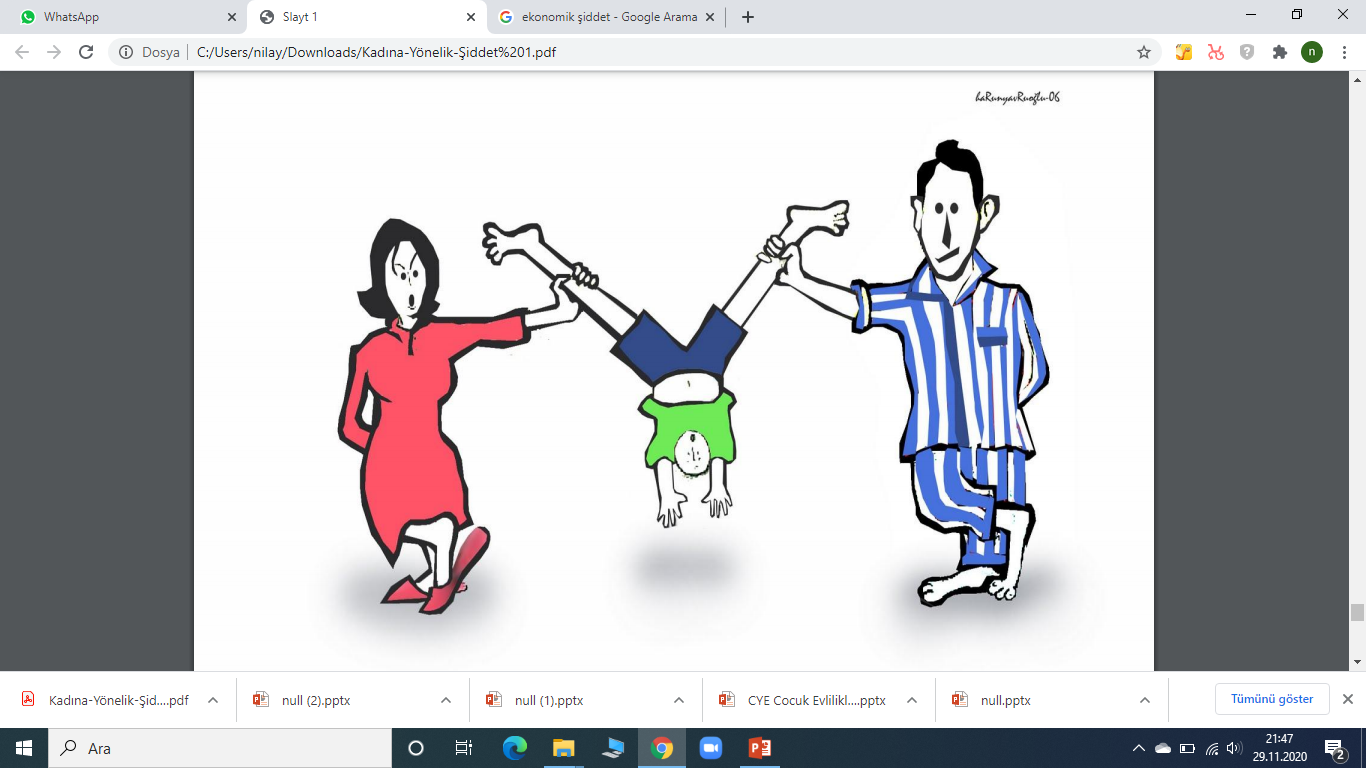 WhatsApp
Slayt 1
ekonomik şiddet - Google Arama
Dosya
C:/Users/nilay/Downloads/Kadına-Yönelik-Şiddet%201.pdf
n
haRunyavRuoğlu-06
Kadına-Yönelik-Şid....pdf
null (2).pptx
null (1).pptx
CYE Cocuk Evlilikl....pptx
null.pptx
Tümünü göster
Ara
21:47
29.11.2020
2